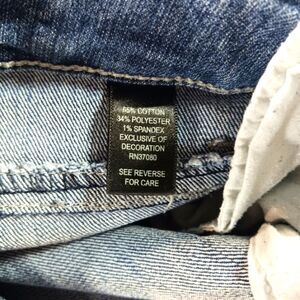 65% COTTON
34% POLYESTER
1% SPANDEX
EXCLUSIVE OF
DECORATION
RN37080
SEE REVERSE
FOR CARE